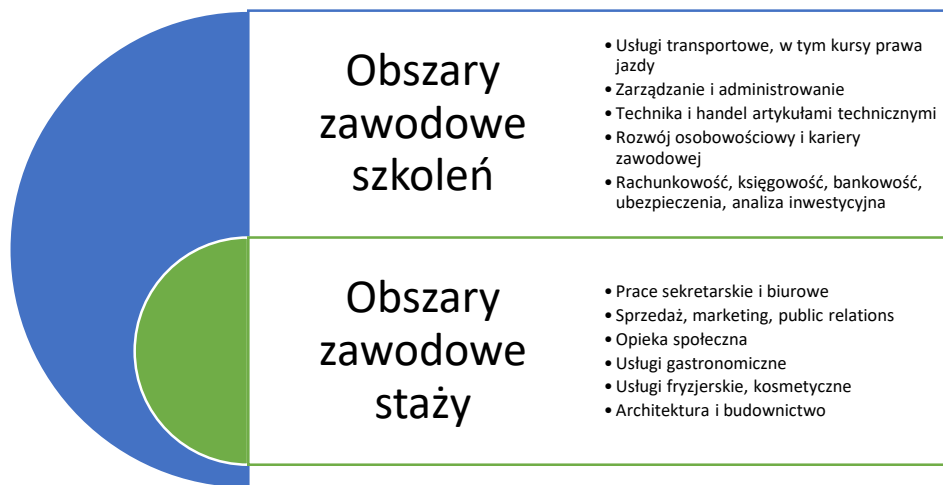 Obszary
zawodowe
szkoleń
• Usługi transportowe, w tym kursy prawa
jazdy
• Zarządzanie i administrowanie
• Technika i handel artykułami technicznymi
• Rozwój osobowościowy i kariery
zawodowej
• Rachunkowość, księgowość, bankowość,
ubezpieczenia, analiza inwestycyjna
Obszary
zawodowe
staży
• Prace sekretarskie i biurowe
• Sprzedaż, marketing, public relations
• Opieka społeczna
• Usługi gastronomiczne
• Usługi fryzjerskie, kosmetyczne
• Architektura i budownictwo